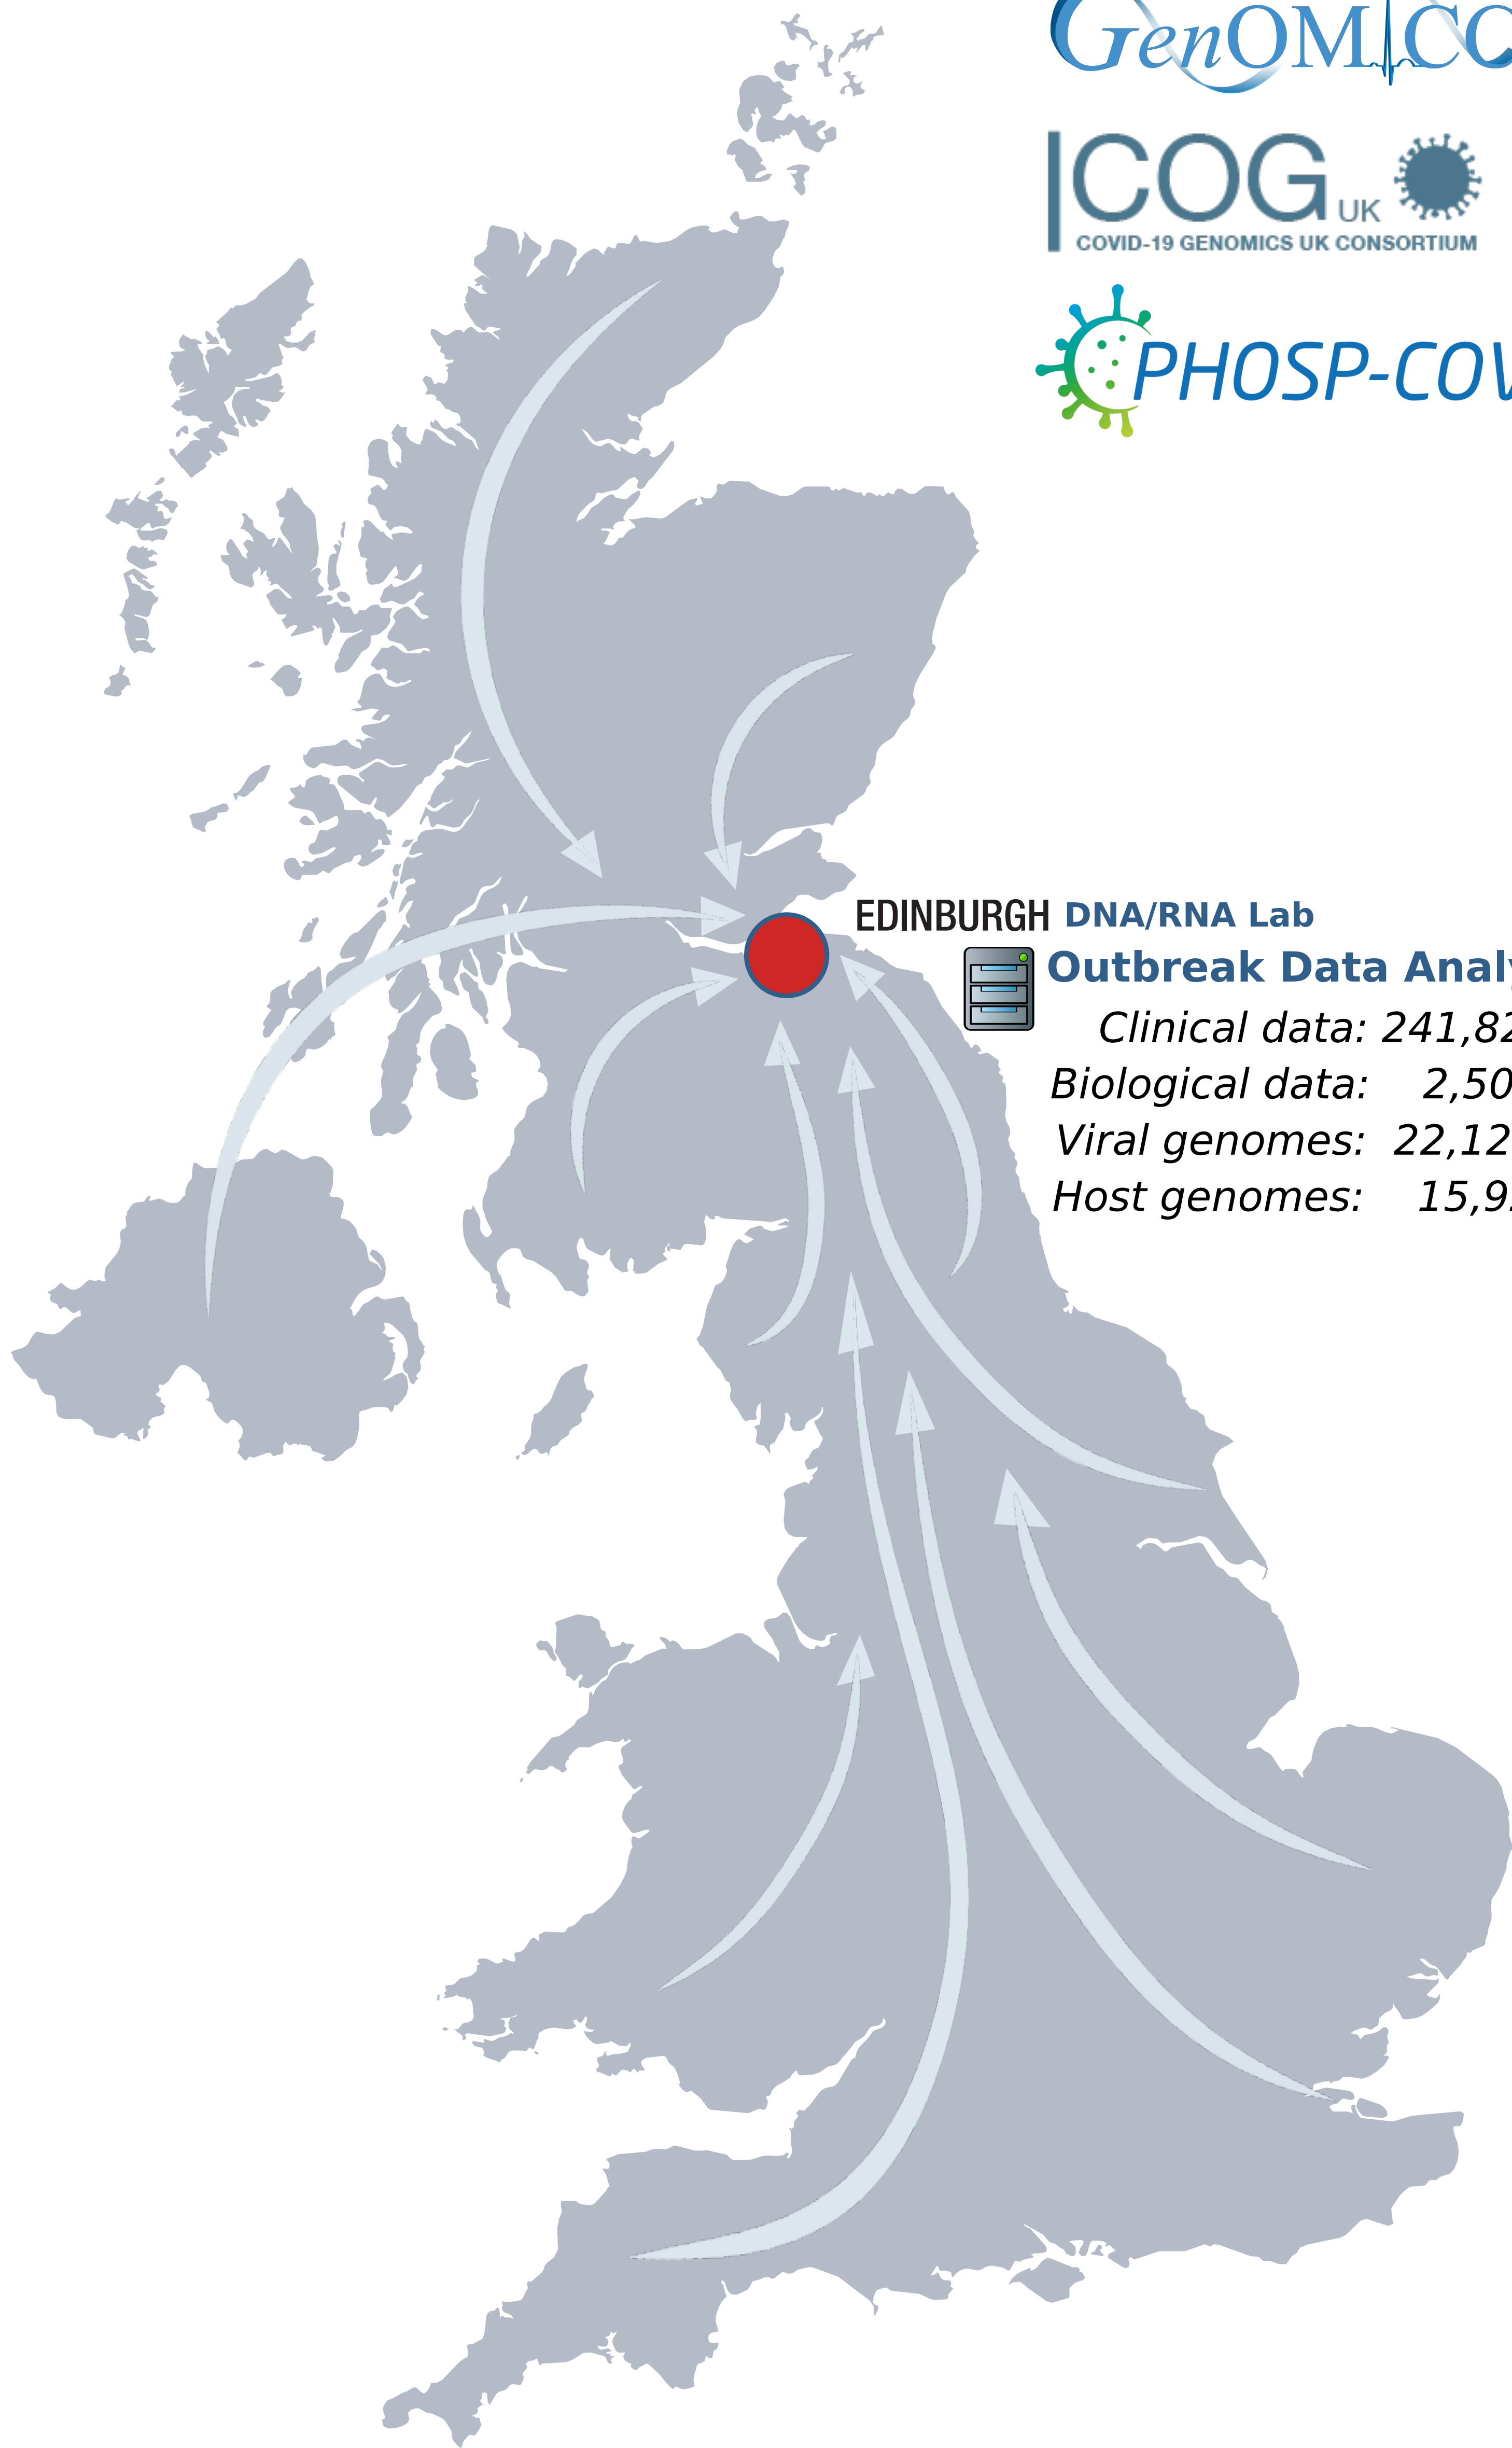 GenOMICC
COG UK
COVID-19 GENOMICS UK CONSORTIUM
PHOSP-COV
EDINBURGH DNA/RNA Lab
Outbreak Data Analy
Clinical data: 241,82
Biological data: 2,50
Viral genomes: 22,12
Host genomes: 15,9